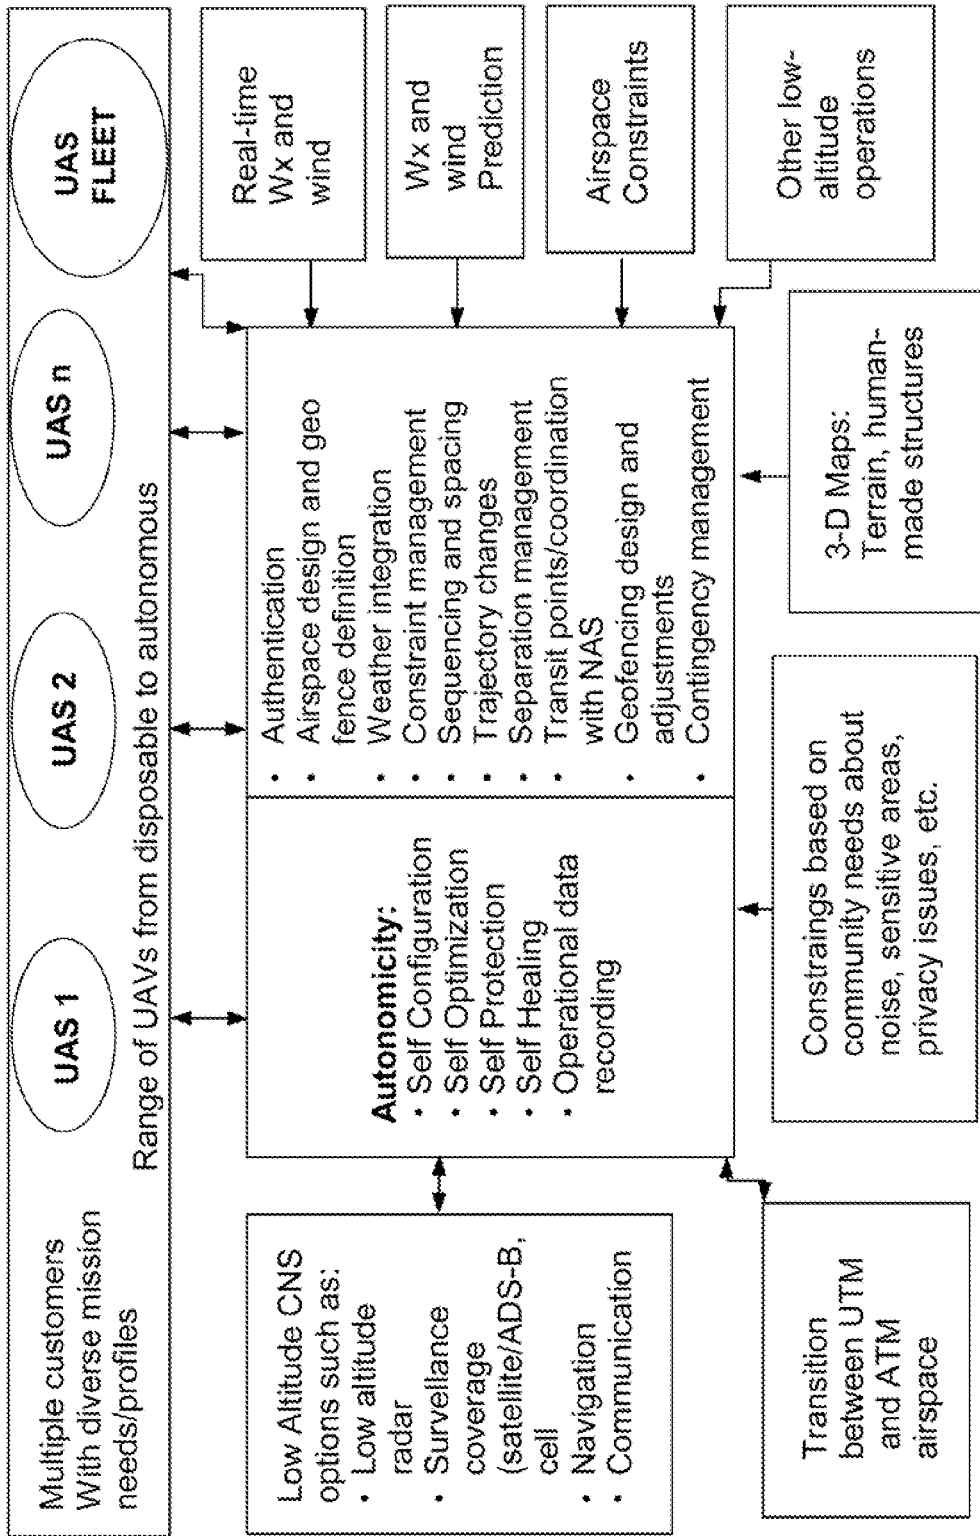 Multiple customers
With diverse mission
needs/profiles
UAS 1
UAS 2
UAS n
UAS
FLEET
Range of UAVs from disposable to autonomous
Low Altitude CNS
options such as:
• Low altitude
radar
• Survellance
coverage
(satellite/ADS-B,
cell
• Navigation
• Communication
Autonomicity:
• Self Configuration
• Self Optimization
• Self Protection
• Self Healing
• Operational data
recording
• Authentication
• Airspace design and geo
fence definition
• Weather integration
• Constraint management
• Sequencing and spacing
• Trajectory changes
• Separation management
• Transit points/coordination
with NAS
• Geofencing design and
adjustments
• Contingency management
Real-time
Wx and
wind
Wx and
wind
Prediction
Airspace
Constraints
Other low-
altitude
operations
Transition
between UTM
and ATM
airspace
Constraings based on
community needs about
noise, sensitive areas,
privacy issues, etc.
3-D Maps:
Terrain, human-
made structures